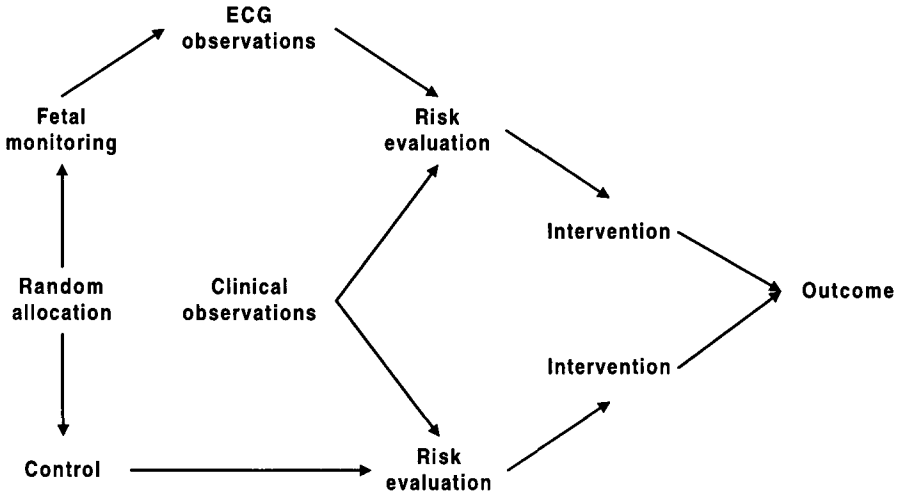 ECG
observations
Fetal
monitoring
Risk
evaluation
Intervention
Random
allocation
Clinical
observations
Outcome
Intervention
Control
Risk
evaluation